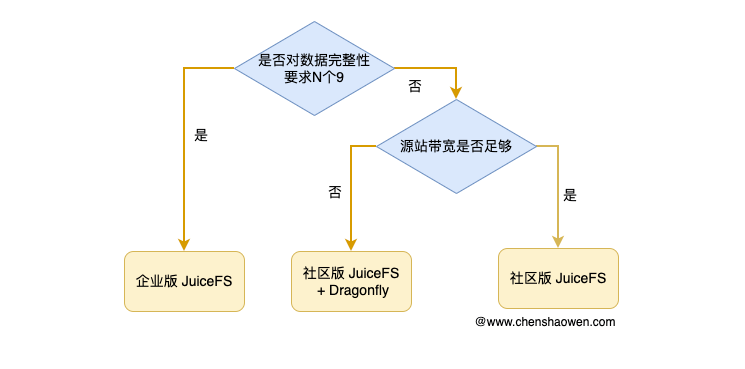 是否对数据完整性
要求N个9
否
是
源站带宽是否足够
否
是
企业版 JuiceFS
社区版 JuiceFS
+ Dragonfly
社区版 JuiceFS
@www.chenshaowen.com